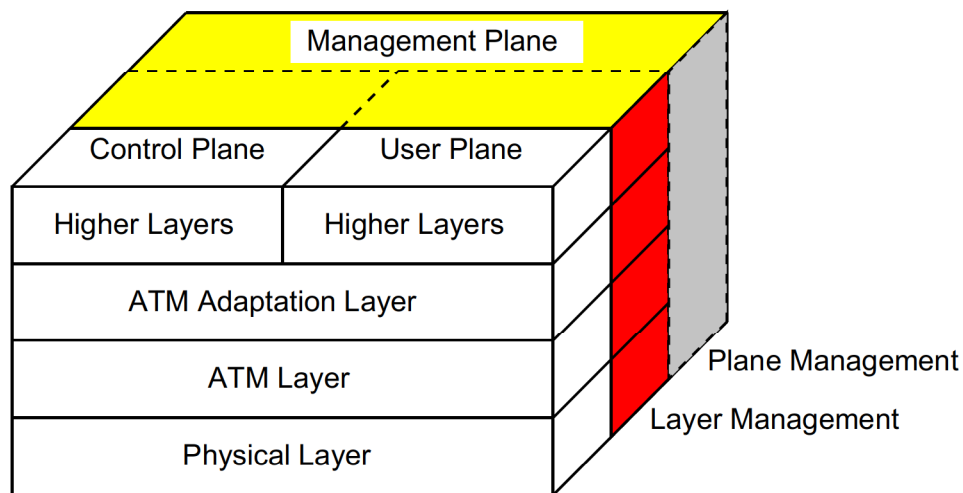 Management Plane
Control Plane
User Plane
Higher Layers
Higher Layers
ATM Adaptation Layer
ATM Layer
Plane Management
Layer Management
Physical Layer